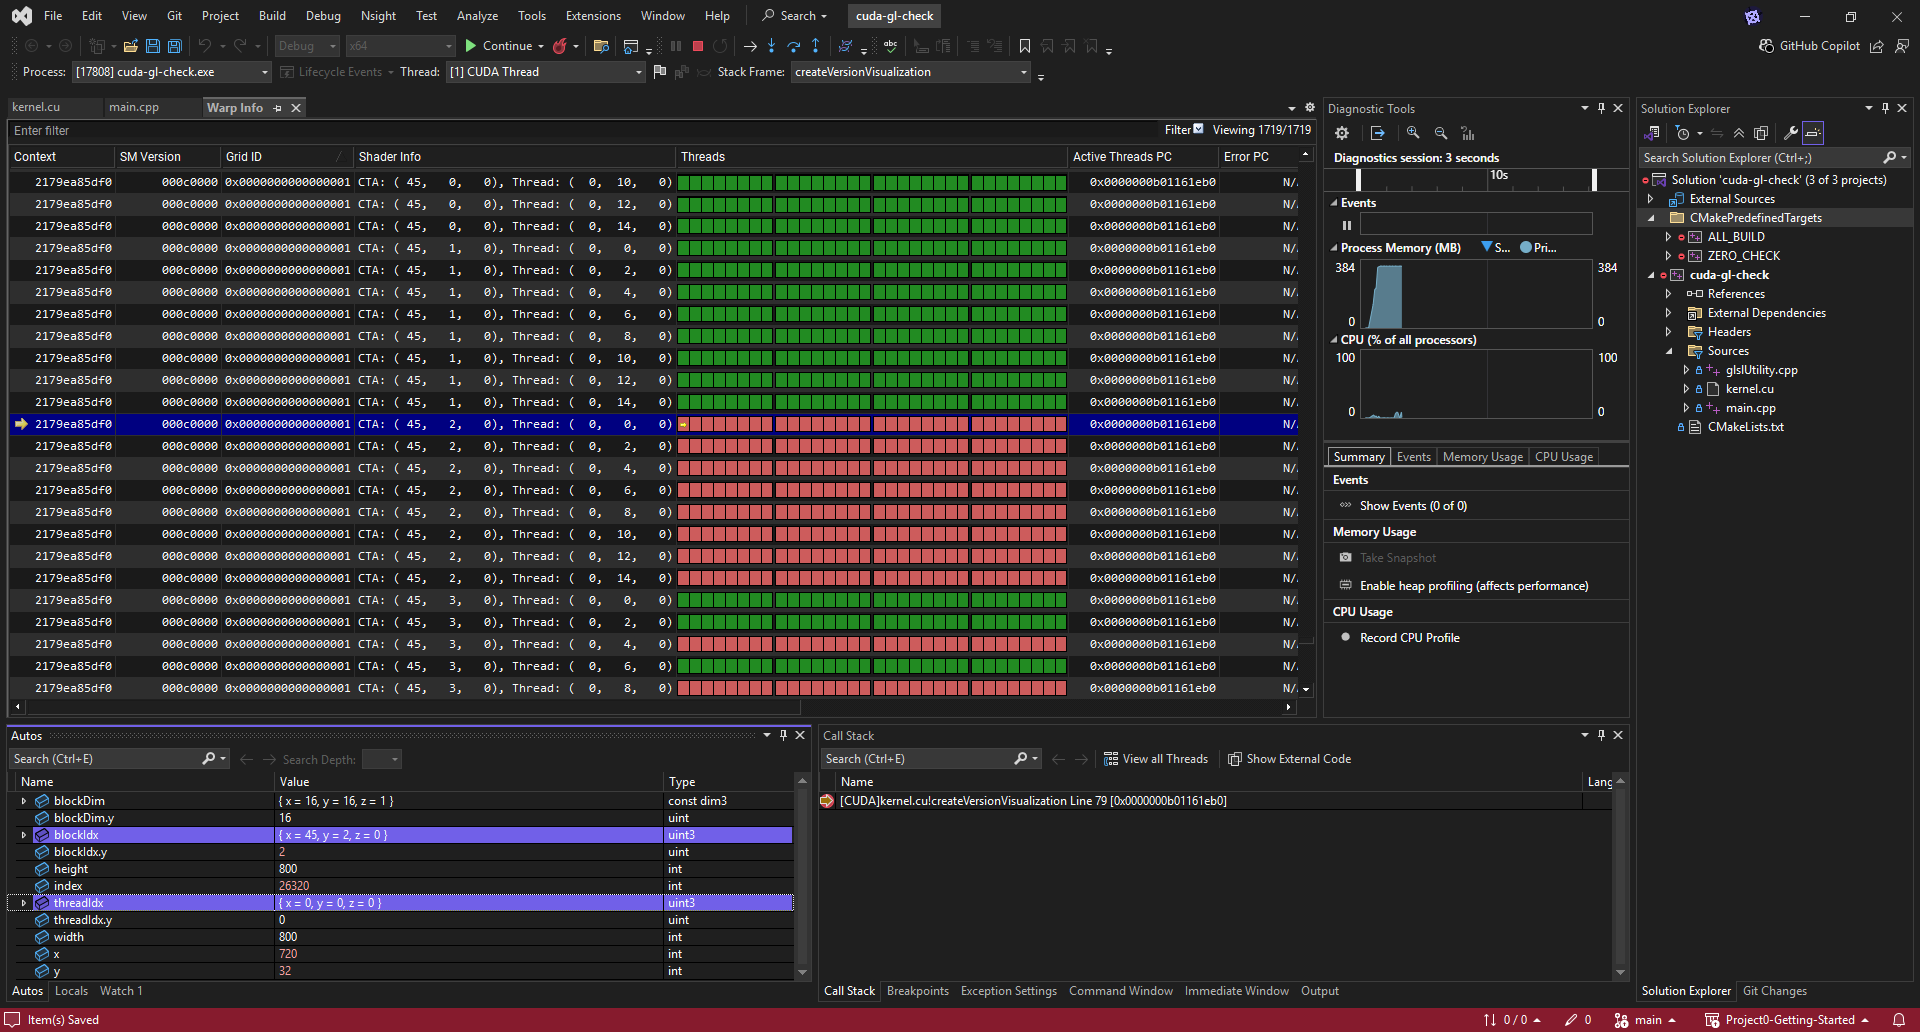 File Edit View Git Project Build Debug Nsight Test Analyze Tools Extensions Window Help Search cuda-gl-check
Debug x64 Continue abc GitHub Copilot
Process: [17808] cuda-gl-check.exe Lifecycle Events Thread: [1] CUDA Thread Stack Frame: createVersionVisualization
kernel.cu main.cpp Warp Info
Enter filter Filter Viewing 1719/1719
Context SM Version Grid ID Shader Info Threads Active Threads PC Error PC
2179ea85df0 000c0000 0x0000000000000001 CTA: ( 45, 0, 0), Thread: ( 0, 10, 0) 0x0000000b01161eb0 N/
2179ea85df0 000c0000 0x0000000000000001 CTA: ( 45, 0, 0), Thread: ( 0, 12, 0) 0x0000000b01161eb0 N/
2179ea85df0 000c0000 0x0000000000000001 CTA: ( 45, 0, 0), Thread: ( 0, 14, 0) 0x0000000b01161eb0 N/
2179ea85df0 000c0000 0x0000000000000001 CTA: ( 45, 1, 0), Thread: ( 0, 0, 0) 0x0000000b01161eb0 N/
2179ea85df0 000c0000 0x0000000000000001 CTA: ( 45, 1, 0), Thread: ( 0, 2, 0) 0x0000000b01161eb0 N/
2179ea85df0 000c0000 0x0000000000000001 CTA: ( 45, 1, 0), Thread: ( 0, 4, 0) 0x0000000b01161eb0 N/
2179ea85df0 000c0000 0x0000000000000001 CTA: ( 45, 1, 0), Thread: ( 0, 6, 0) 0x0000000b01161eb0 N/
2179ea85df0 000c0000 0x0000000000000001 CTA: ( 45, 1, 0), Thread: ( 0, 8, 0) 0x0000000b01161eb0 N/
2179ea85df0 000c0000 0x0000000000000001 CTA: ( 45, 1, 0), Thread: ( 0, 10, 0) 0x0000000b01161eb0 N/
2179ea85df0 000c0000 0x0000000000000001 CTA: ( 45, 1, 0), Thread: ( 0, 12, 0) 0x0000000b01161eb0 N/
2179ea85df0 000c0000 0x0000000000000001 CTA: ( 45, 1, 0), Thread: ( 0, 14, 0) 0x0000000b01161eb0 N/
2179ea85df0 000c0000 0x0000000000000001 CTA: ( 45, 2, 0), Thread: ( 0, 0, 0) 0x0000000b01161eb0 N/
2179ea85df0 000c0000 0x0000000000000001 CTA: ( 45, 2, 0), Thread: ( 0, 2, 0) 0x0000000b01161eb0 N/
2179ea85df0 000c0000 0x0000000000000001 CTA: ( 45, 2, 0), Thread: ( 0, 4, 0) 0x0000000b01161eb0 N/
2179ea85df0 000c0000 0x0000000000000001 CTA: ( 45, 2, 0), Thread: ( 0, 6, 0) 0x0000000b01161eb0 N/
2179ea85df0 000c0000 0x0000000000000001 CTA: ( 45, 2, 0), Thread: ( 0, 8, 0) 0x0000000b01161eb0 N/
2179ea85df0 000c0000 0x0000000000000001 CTA: ( 45, 2, 0), Thread: ( 0, 10, 0) 0x0000000b01161eb0 N/
2179ea85df0 000c0000 0x0000000000000001 CTA: ( 45, 2, 0), Thread: ( 0, 12, 0) 0x0000000b01161eb0 N/
2179ea85df0 000c0000 0x0000000000000001 CTA: ( 45, 2, 0), Thread: ( 0, 14, 0) 0x0000000b01161eb0 N/
2179ea85df0 000c0000 0x0000000000000001 CTA: ( 45, 3, 0), Thread: ( 0, 0, 0) 0x0000000b01161eb0 N/
2179ea85df0 000c0000 0x0000000000000001 CTA: ( 45, 3, 0), Thread: ( 0, 2, 0) 0x0000000b01161eb0 N/
2179ea85df0 000c0000 0x0000000000000001 CTA: ( 45, 3, 0), Thread: ( 0, 4, 0) 0x0000000b01161eb0 N/
2179ea85df0 000c0000 0x0000000000000001 CTA: ( 45, 3, 0), Thread: ( 0, 6, 0) 0x0000000b01161eb0 N/
2179ea85df0 000c0000 0x0000000000000001 CTA: ( 45, 3, 0), Thread: ( 0, 8, 0) 0x0000000b01161eb0 N/
Diagnostic Tools
Diagnostics session: 3 seconds
10s
Events
Process Memory (MB) S... Pri...
384 384
0 0
CPU (% of all processors)
100 100
0 0
Summary Events Memory Usage CPU Usage
Events
Show Events (0 of 0)
Memory Usage
Take Snapshot
Enable heap profiling (affects performance)
CPU Usage
Record CPU Profile
Solution Explorer
Search Solution Explorer (Ctrl+;)
Solution 'cuda-gl-check' (3 of 3 projects)
External Sources
CMakePredefinedTargets
ALL_BUILD
ZERO_CHECK
cuda-gl-check
References
External Dependencies
Headers
Sources
glslUtility.cpp
kernel.cu
main.cpp
CMakeLists.txt
Autos
Search (Ctrl+E) Search Depth:
Name Value Type
blockDim { x = 16, y = 16, z = 1 } const dim3
blockDim.y 16 uint
blockIdx { x = 45, y = 2, z = 0 } uint3
blockIdx.y 2 uint
height 800 int
index 26320 int
threadIdx { x = 0, y = 0, z = 0 } uint3
threadIdx.y 0 uint
width 800 int
x 720 int
y 32 int
Autos Locals Watch 1
Call Stack
Search (Ctrl+E) View all Threads Show External Code
Name Lang
[CUDA]kernel.cu!createVersionVisualization Line 79 [0x0000000b01161eb0]
Call Stack Breakpoints Exception Settings Command Window Immediate Window Output
Solution Explorer Git Changes
Item(s) Saved 0 / 0 0 main Project0-Getting-Started